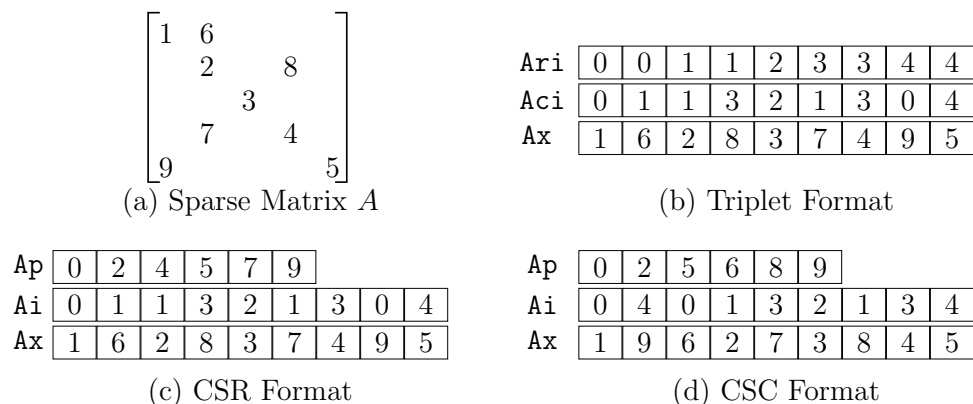 1 6
2 8
3
7 4
9 5
(a) Sparse Matrix A
Ari 0 0 1 1 2 3 3 4 4
Aci 0 1 1 3 2 1 3 0 4
Ax 1 6 2 8 3 7 4 9 5
(b) Triplet Format
Ap 0 2 4 5 7 9
Ai 0 1 1 3 2 1 3 0 4
Ax 1 6 2 8 3 7 4 9 5
(c) CSR Format
Ap 0 2 5 6 8 9
Ai 0 4 0 1 3 2 1 3 4
Ax 1 9 6 2 7 3 8 4 5
(d) CSC Format